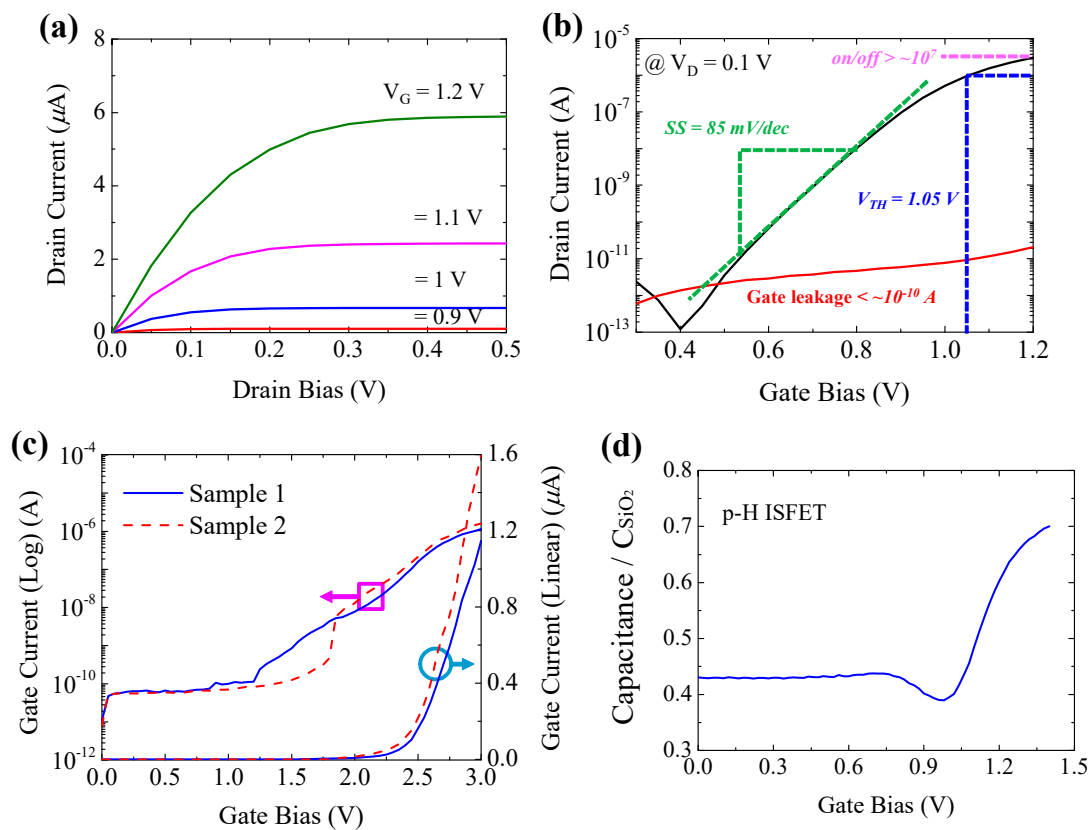 (a)
8
6
4
2
0
Drain Current (μA)
V_G = 1.2 V
= 1.1 V
= 1 V
= 0.9 V
0.0 0.1 0.2 0.3 0.4 0.5
Drain Bias (V)
(b)
10^-5
10^-7
10^-9
10^-11
10^-13
Drain Current (A)
@ V_D = 0.1 V
on/off > ~10^7
SS = 85 mV/dec
V_TH = 1.05 V
Gate leakage < ~10^-10 A
0.4 0.6 0.8 1.0 1.2
Gate Bias (V)
(c)
10^-4
10^-6
10^-8
10^-10
10^-12
Gate Current (Log) (A)
Sample 1
Sample 2
1.6
1.2
0.8
0.4
0.0
Gate Current (Linear) (μA)
0.0 0.5 1.0 1.5 2.0 2.5 3.0
Gate Bias (V)
(d)
0.8
0.7
0.6
0.5
0.4
0.3
Capacitance / C_SiO₂
p-H ISFET
0.0 0.3 0.6 0.9 1.2 1.5
Gate Bias (V)